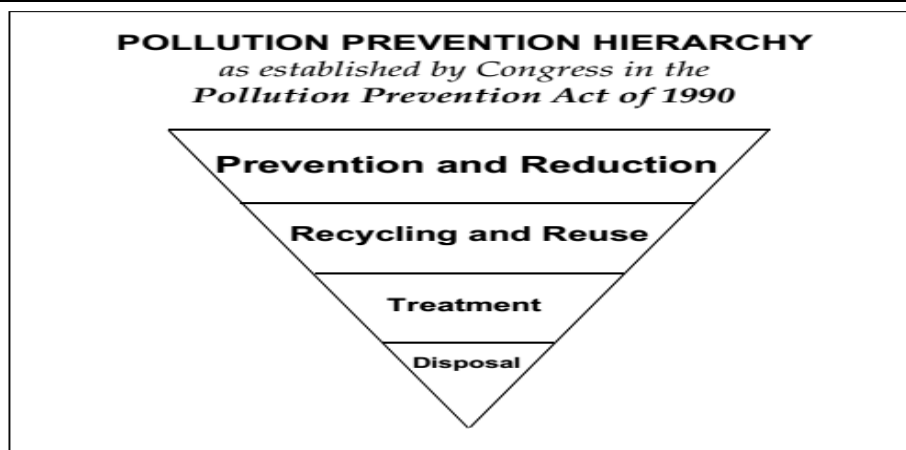 POLLUTION PREVENTION HIERARCHY
as established by Congress in the
Pollution Prevention Act of 1990
Prevention and Reduction
Recycling and Reuse
Treatment
Disposal